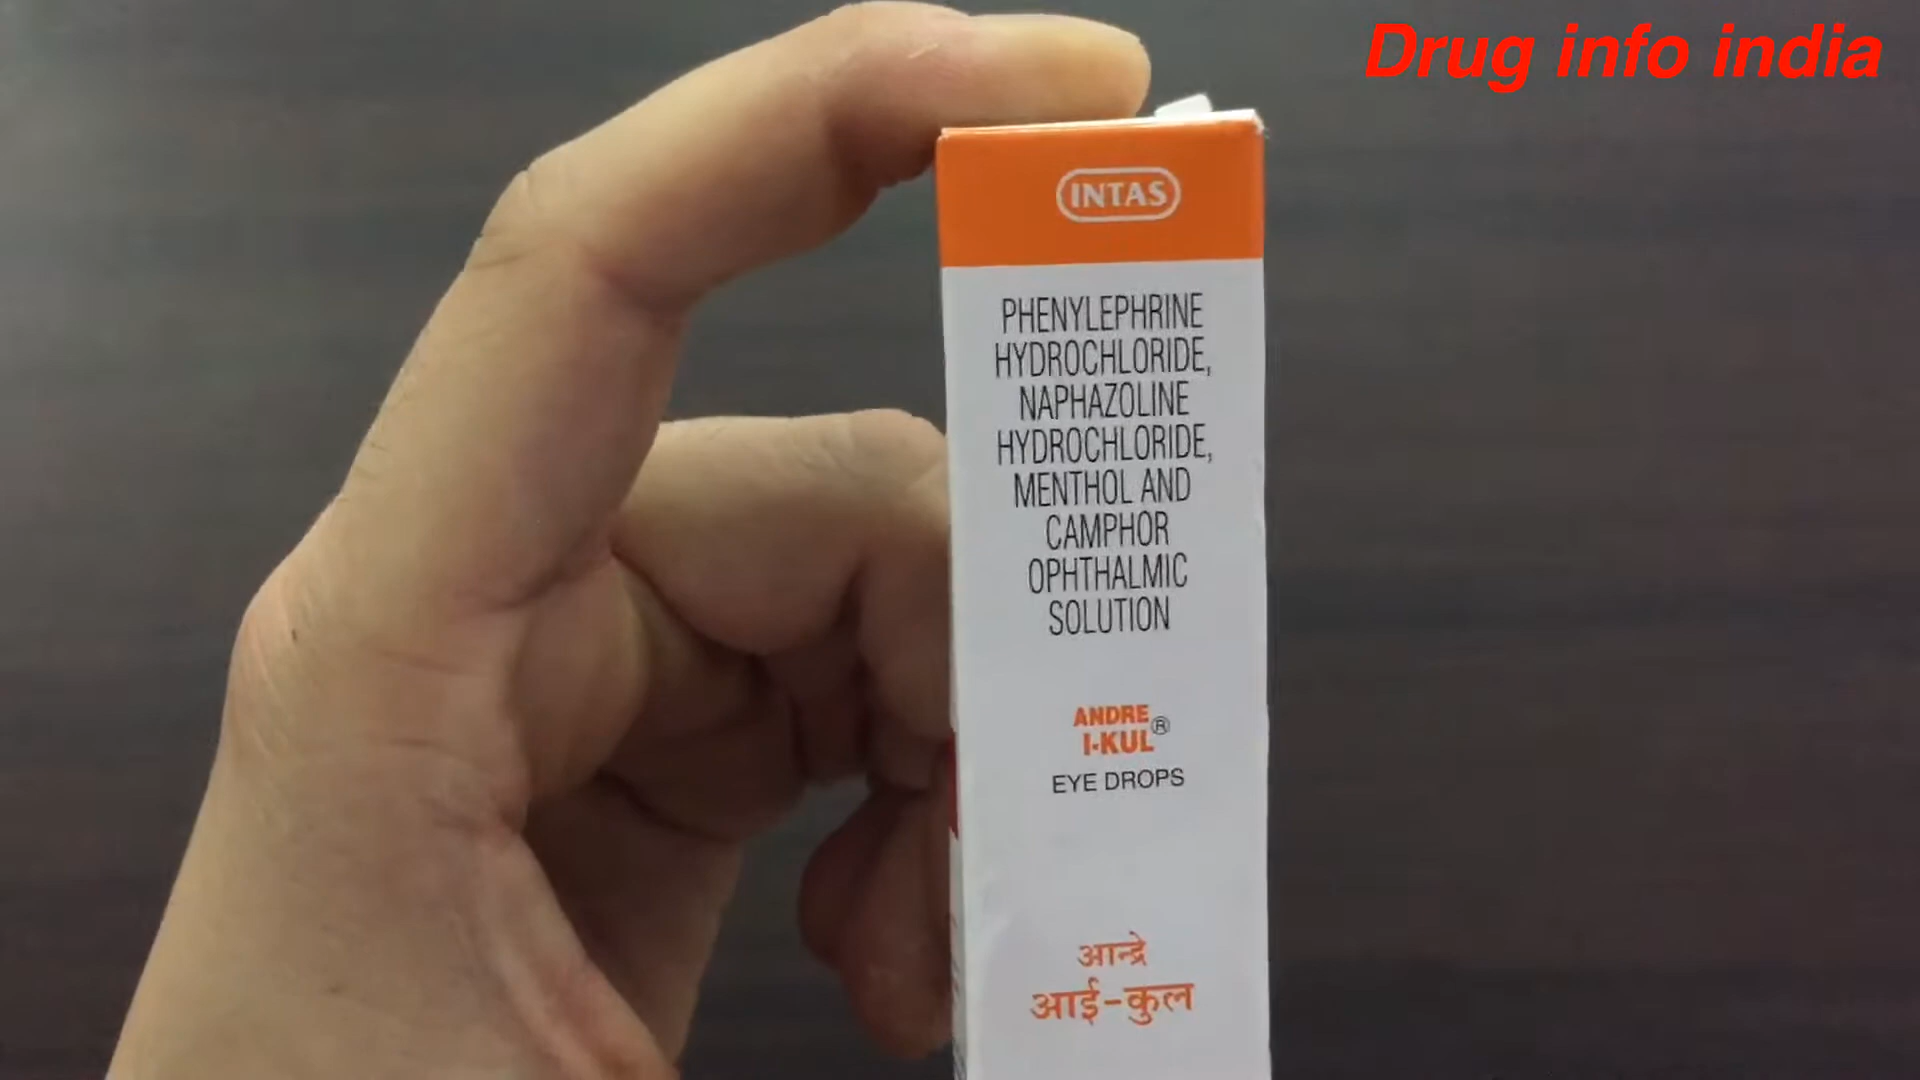 Drug info india
INTAS
PHENYLEPHRINE
HYDROCHLORIDE,
NAPHAZOLINE
HYDROCHLORIDE,
MENTHOL AND
CAMPHOR
OPHTHALMIC
SOLUTION
ANDRE
I-KUL®
EYE DROPS
आन्द्रे
आई-कुल